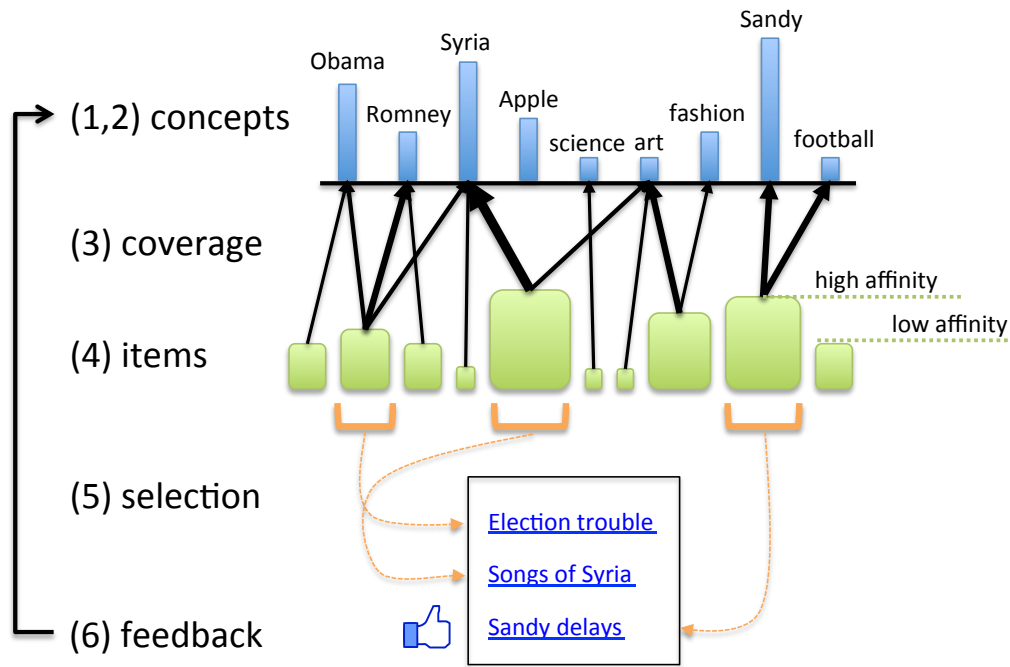 Sandy
Syria
Obama
Apple
(1,2) concepts
Romney
fashion
science
art
football
(3) coverage
high affinity
low affinity
(4) items
(5) selection
Election trouble
Songs of Syria
(6) feedback
Sandy delays